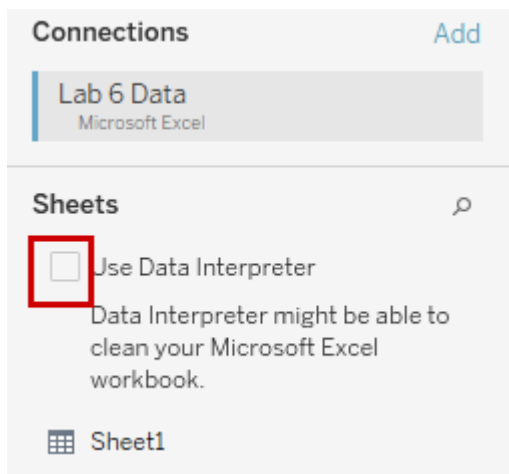 Connections Add
Lab 6 Data
Microsoft Excel
Sheets
Use Data Interpreter
Data Interpreter might be able to
clean your Microsoft Excel
workbook.
Sheet1